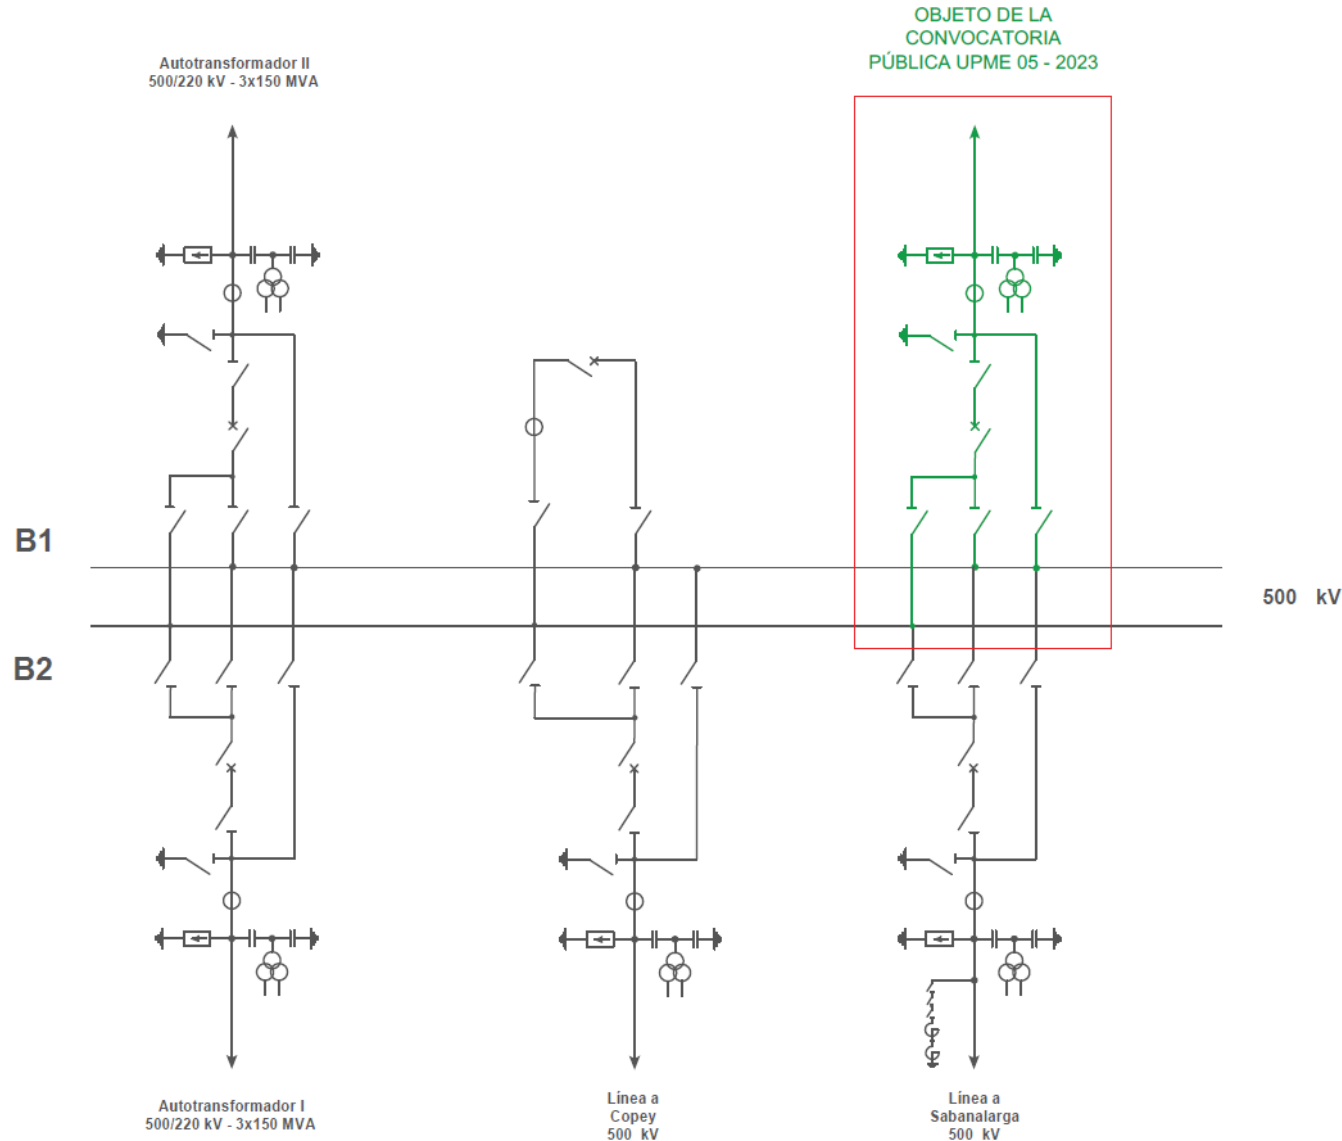 OBJETO DE LA
CONVOCATORIA
PÚBLICA UPME 05 - 2023
Autotransformador II
500/220 kV - 3x150 MVA
B1
500 kV
B2
Autotransformador I
500/220 kV - 3x150 MVA
Línea a
Copey
500 kV
Línea a
Sabanalarga
500 kV